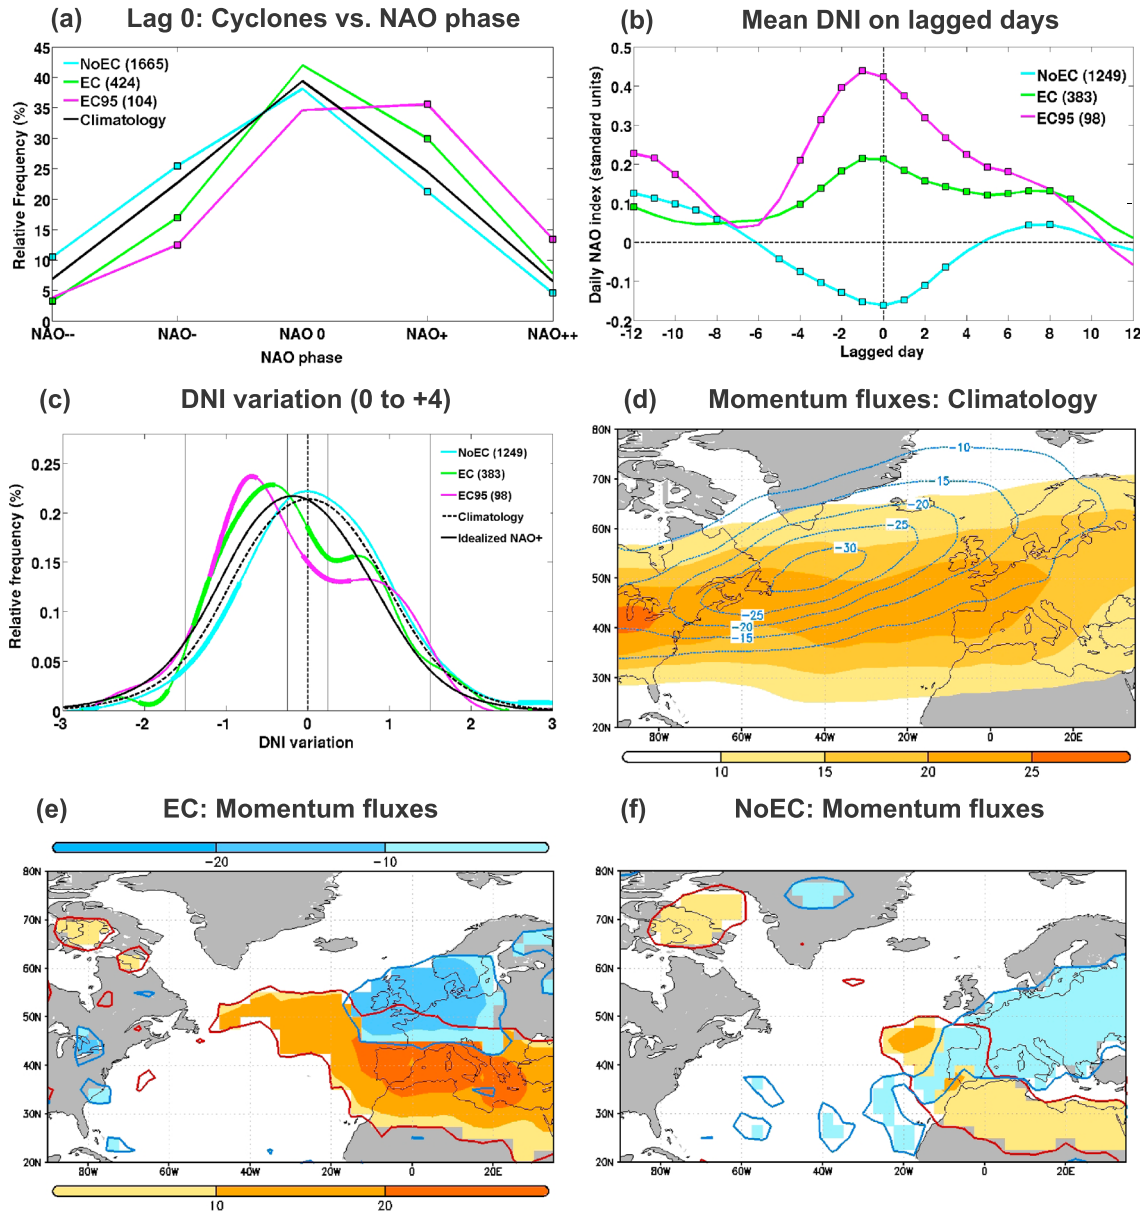 (a) Lag 0: Cyclones vs. NAO phase
45
40
35
30
25
20
15
10
5
0
Relative Frequency (%)
NoEC (1665)
EC (424)
EC95 (104)
Climatology
NAO-- NAO- NAO 0 NAO+ NAO++
NAO phase
(b) Mean DNI on lagged days
0.5
0.4
0.3
0.2
0.1
0
-0.1
-0.2
Daily NAO index (standard units)
NoEC (1249)
EC (383)
EC95 (98)
-12 -10 -8 -6 -4 -2 0 2 4 6 8 10 12
Lagged day
(c) DNI variation (0 to +4)
0.25
0.2
0.15
0.1
0.05
0
Relative frequency (%)
NoEC (1249)
EC (383)
EC95 (98)
Climatology
Idealized NAO+
-3 -2 -1 0 1 2 3
DNI variation
(d) Momentum fluxes: Climatology
80N
70N
60N
50N
40N
30N
20N
-10
-15
-20
-25
-30
-25
-20
-15
80W 60W 40W 20W 0 20E
10 15 20 25
(e) EC: Momentum fluxes
-20 -10
80N
70N
60N
50N
40N
30N
20N
80W 60W 40W 20W 0 20E
10 20
(f) NoEC: Momentum fluxes
80N
70N
60N
50N
40N
30N
20N
80W 60W 40W 20W 0 20E